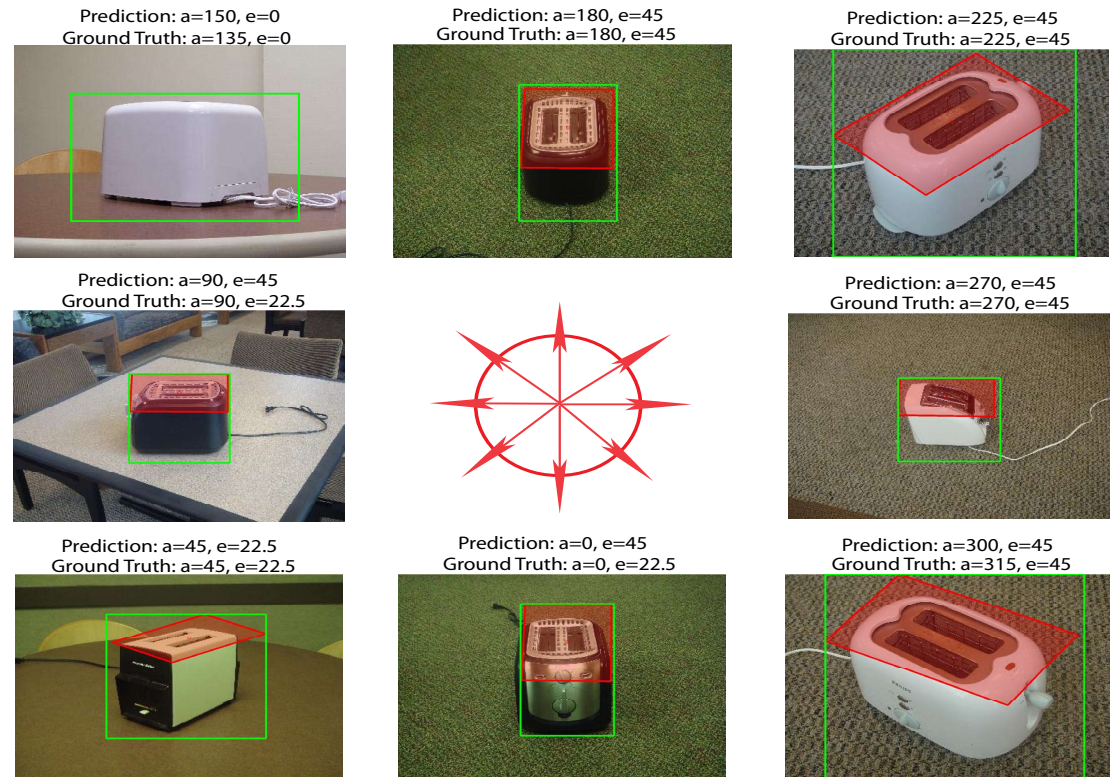 Prediction: a=150, e=0
Ground Truth: a=135, e=0
Prediction: a=180, e=45
Ground Truth: a=180, e=45
Prediction: a=225, e=45
Ground Truth: a=225, e=45
Prediction: a=90, e=45
Ground Truth: a=90, e=22.5
Prediction: a=270, e=45
Ground Truth: a=270, e=45
Prediction: a=45, e=22.5
Ground Truth: a=45, e=22.5
Prediction: a=0, e=45
Ground Truth: a=0, e=22.5
Prediction: a=300, e=45
Ground Truth: a=315, e=45
PHILIPS